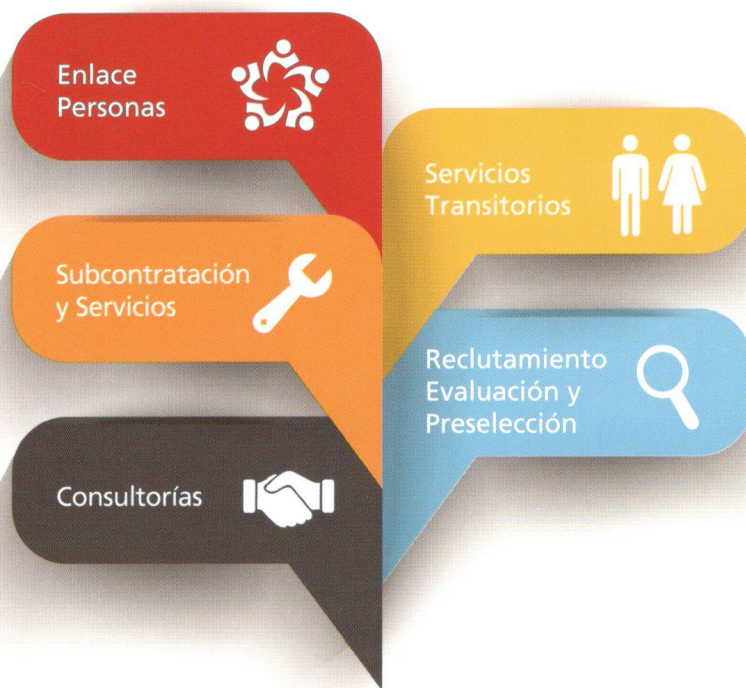 Enlace
Personas
Servicios
Transitorios
Subcontratación
y Servicios
Reclutamiento
Evaluación y
Preselección
Consultorías